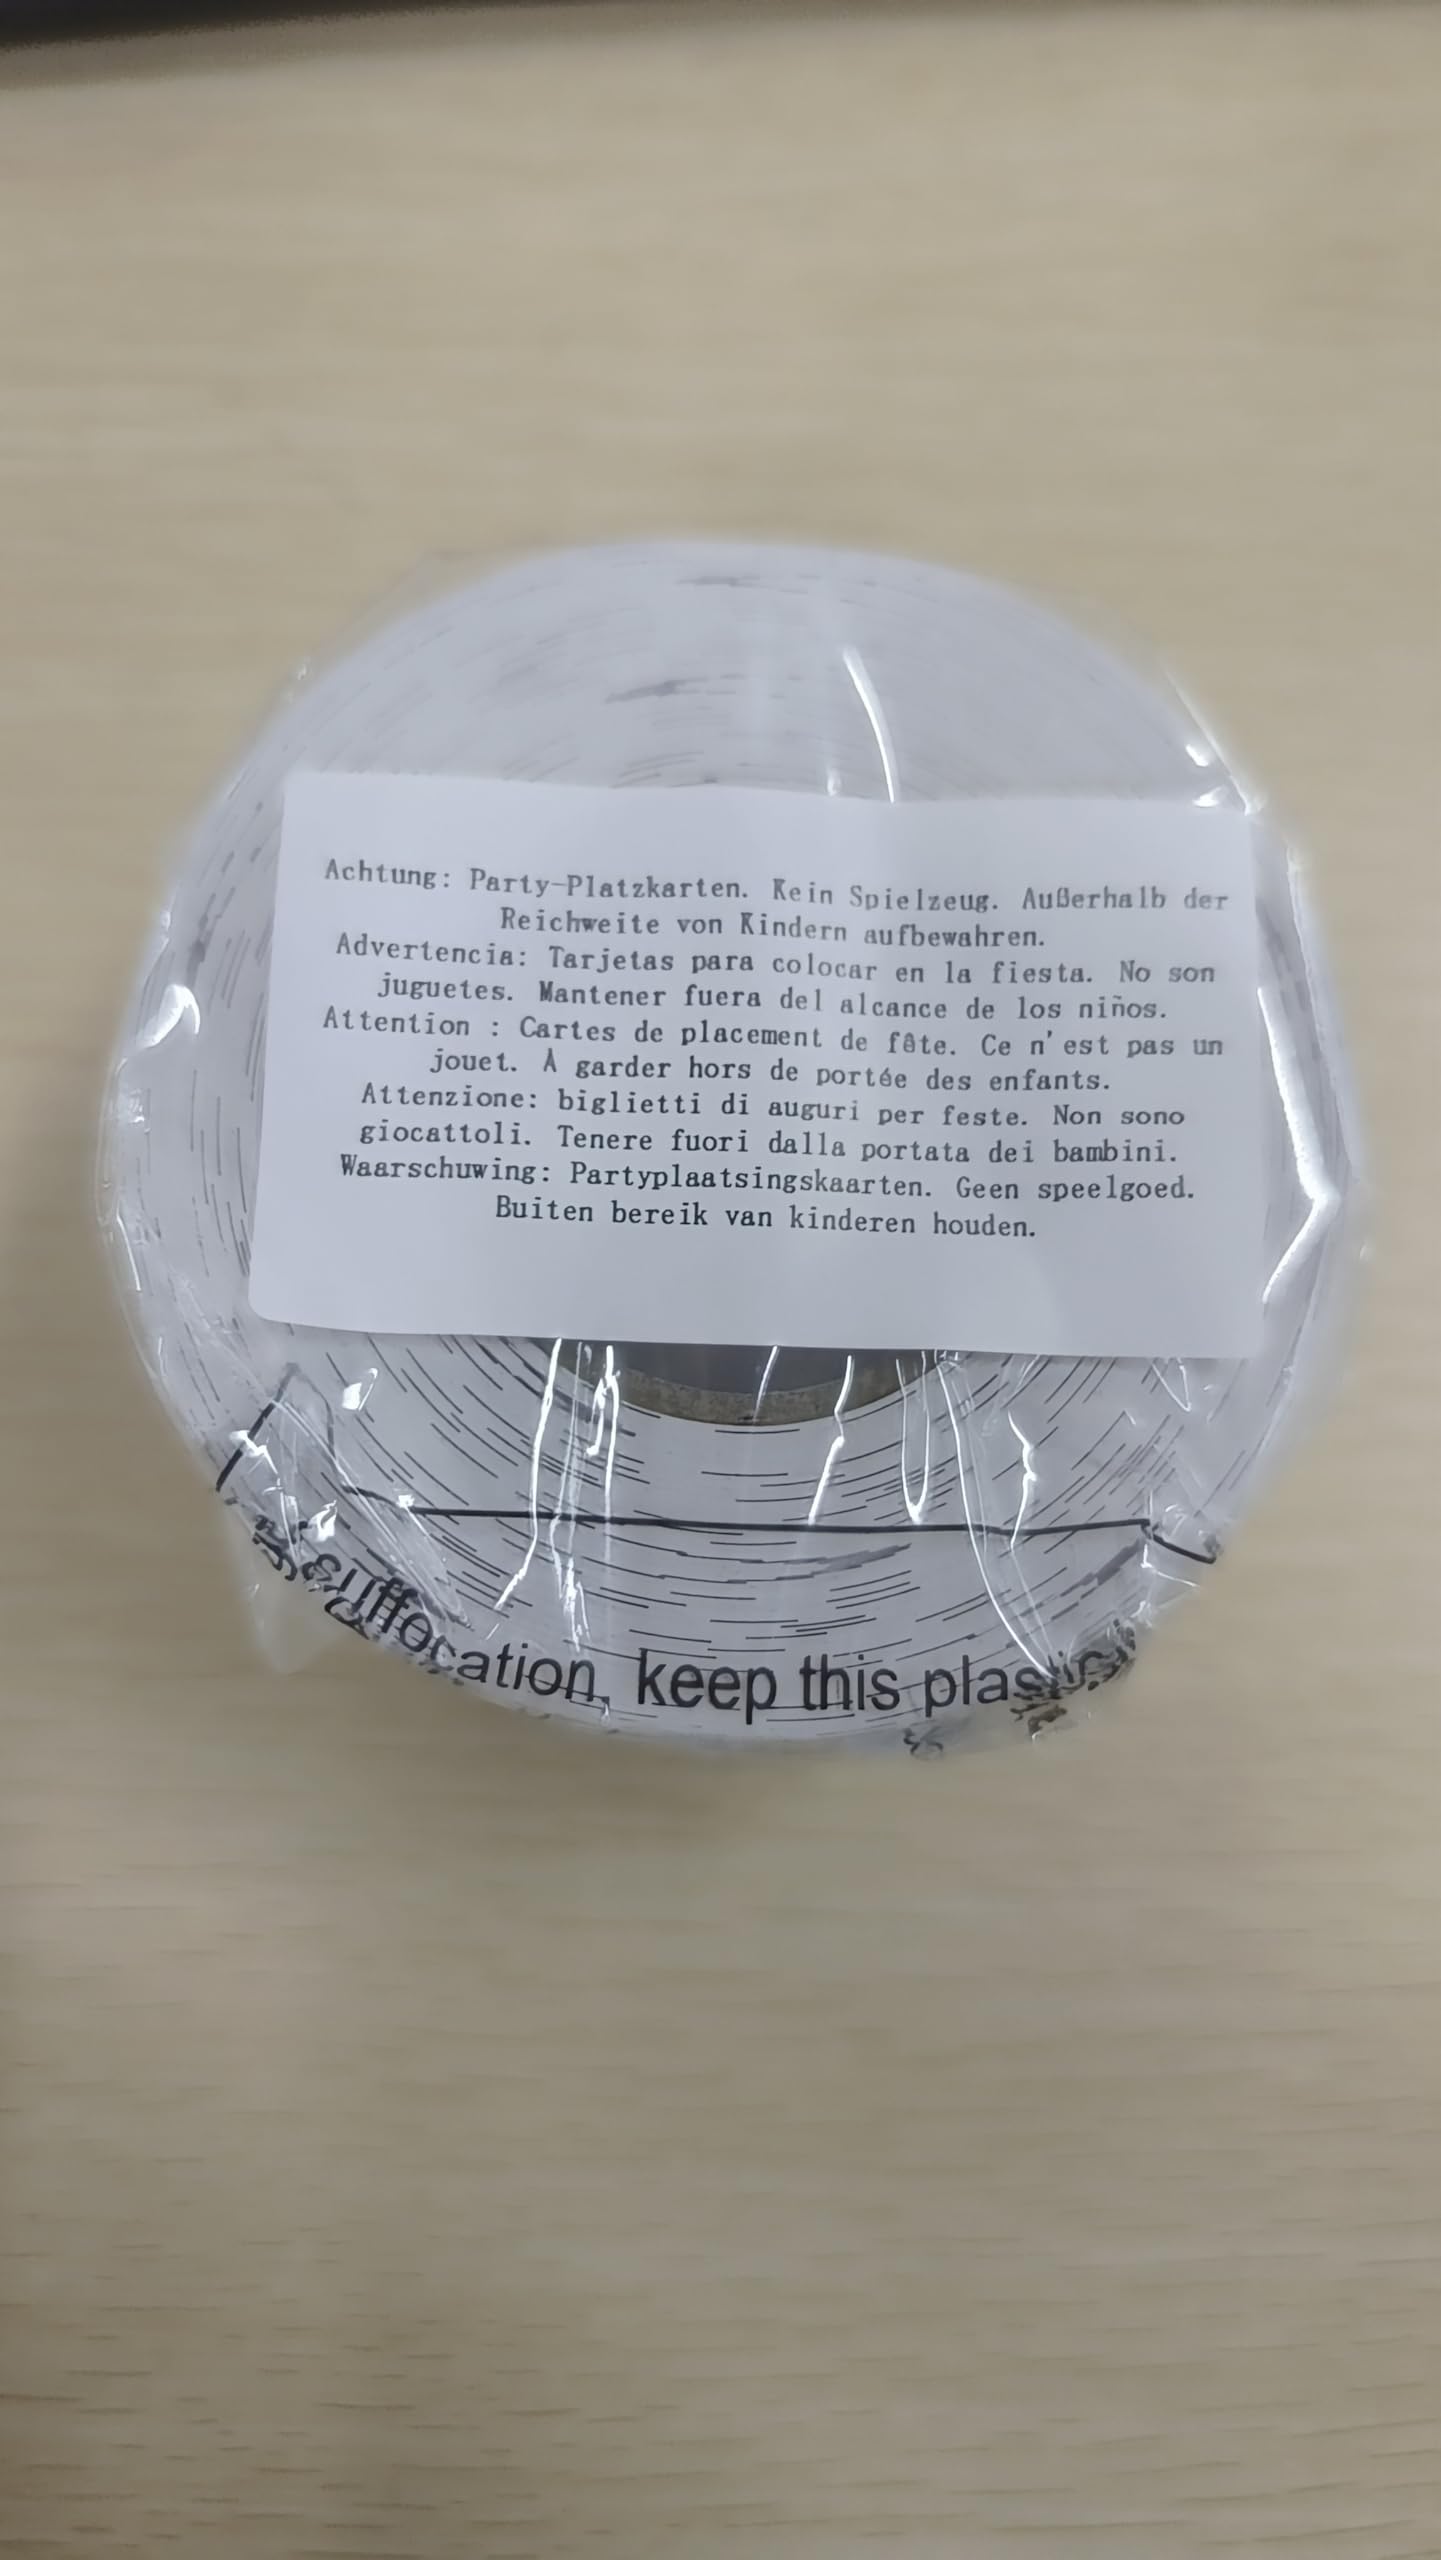 Achtung: Party-Platzkarten. Kein Spielzeug. Außerhalb der
Reichweite von Kindern aufbewahren.
Advertencia: Tarjetas para colocar en la fiesta. No son
juguetes. Mantener fuera del alcance de los niños.
Attention : Cartes de placement de fête. Ce n'est pas un
jouet. À garder hors de portée des enfants.
Attenzione: biglietti di auguri per feste. Non sono
giocattoli. Tenere fuori dalla portata dei bambini.
Waarschuwing: Partyplaatsingskaarten. Geen speelgoed.
Buiten bereik van kinderen houden.
suffocation, keep this plastic